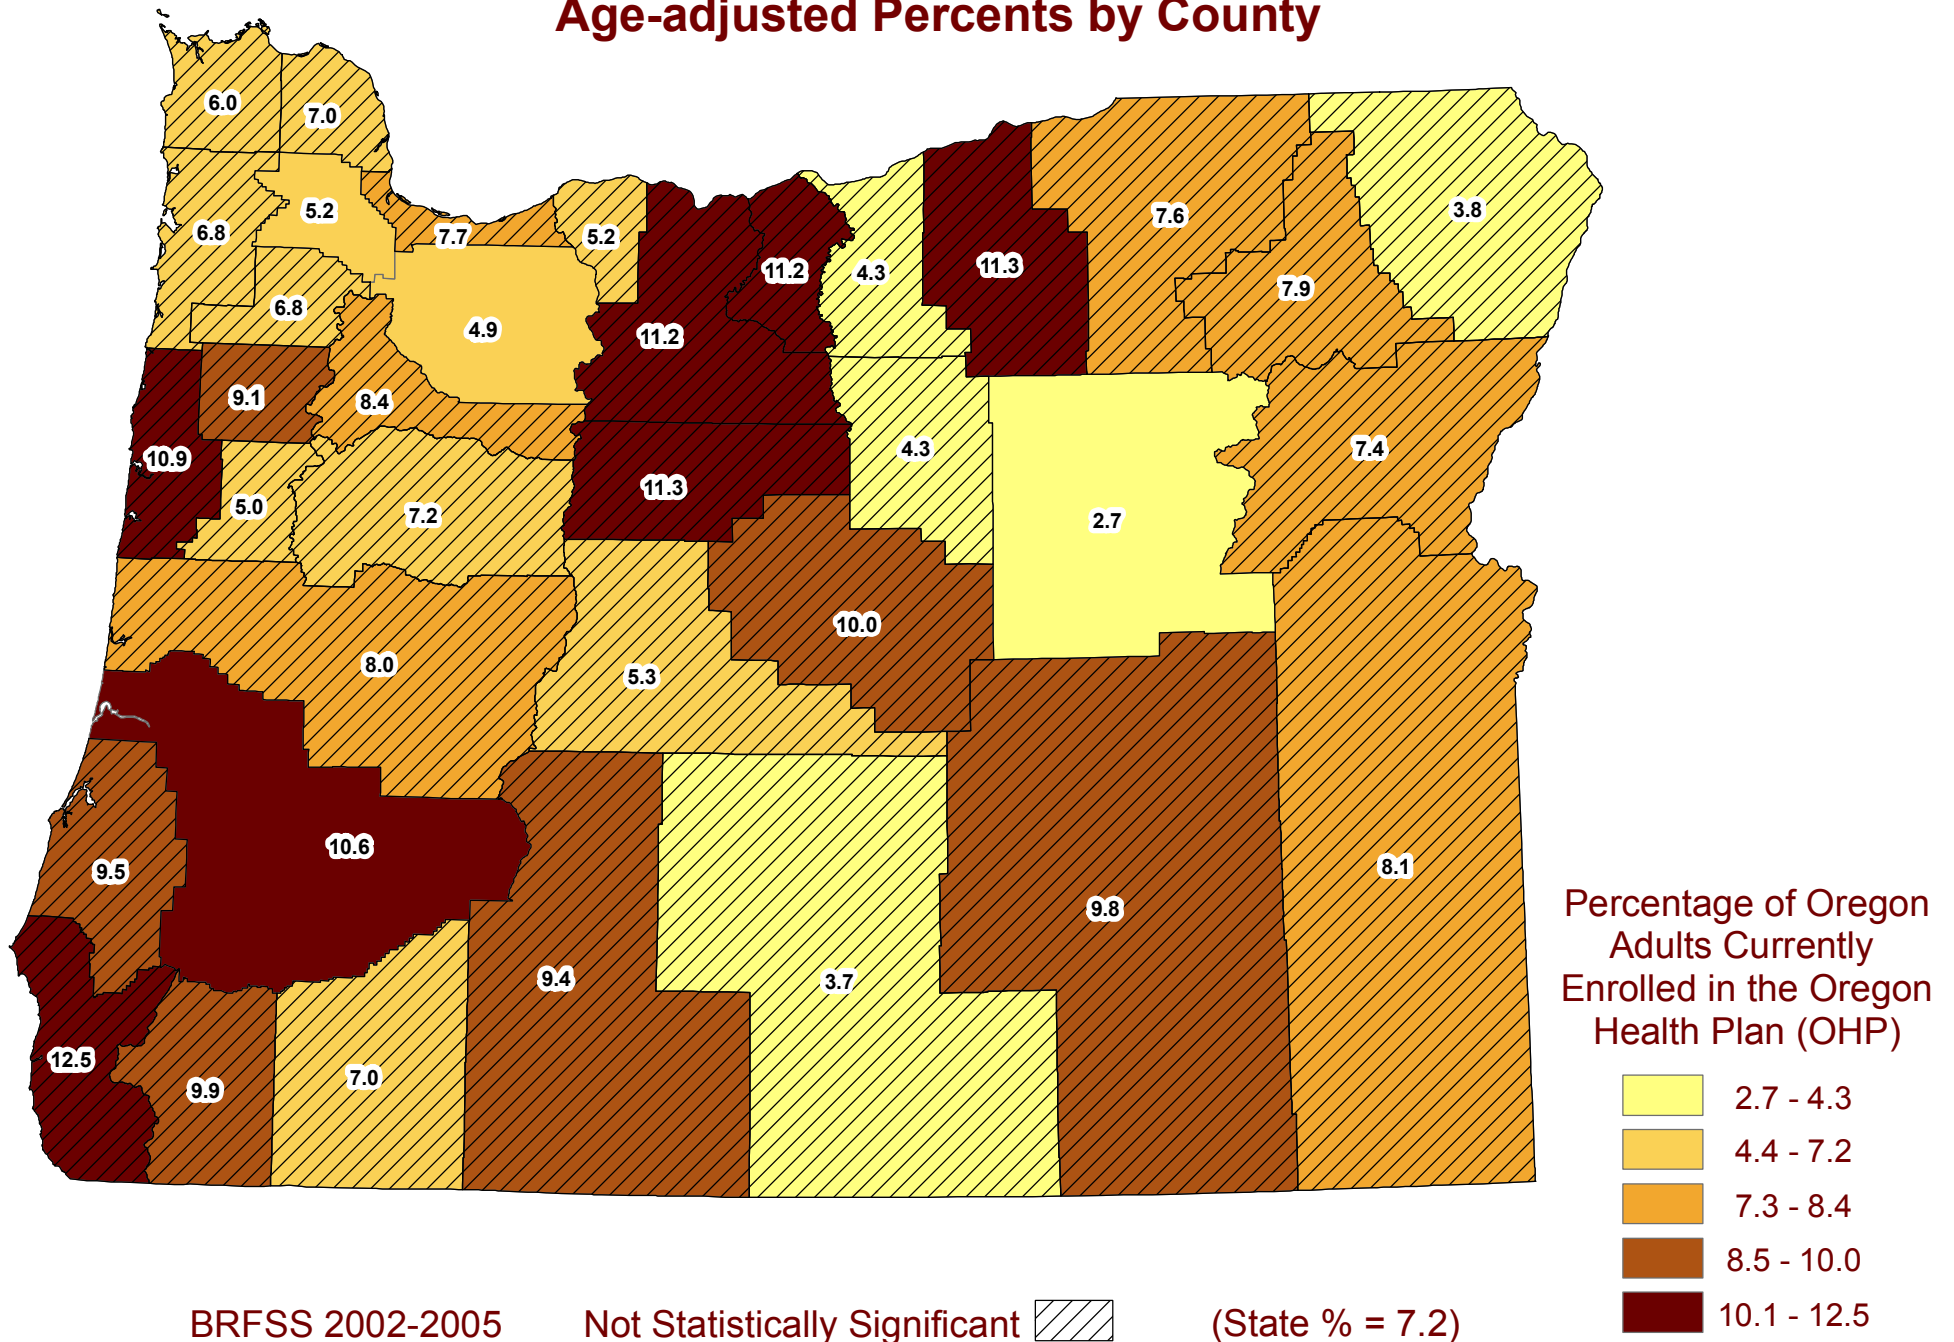 Age-adjusted Percents by County
6.0
7.0
5.2
6.8
7.7
5.2
11.2
4.3
11.3
7.6
3.8
7.9
6.8
4.9
11.2
9.1
8.4
10.9
4.3
7.4
5.0
7.2
11.3
2.7
10.0
8.0
5.3
10.6
9.5
8.1
9.8
9.4
3.7
12.5
9.9
7.0
Percentage of Oregon
Adults Currently
Enrolled in the Oregon
Health Plan (OHP)
2.7 - 4.3
4.4 - 7.2
7.3 - 8.4
8.5 - 10.0
10.1 - 12.5
BRFSS 2002-2005
Not Statistically Significant
(State % = 7.2)